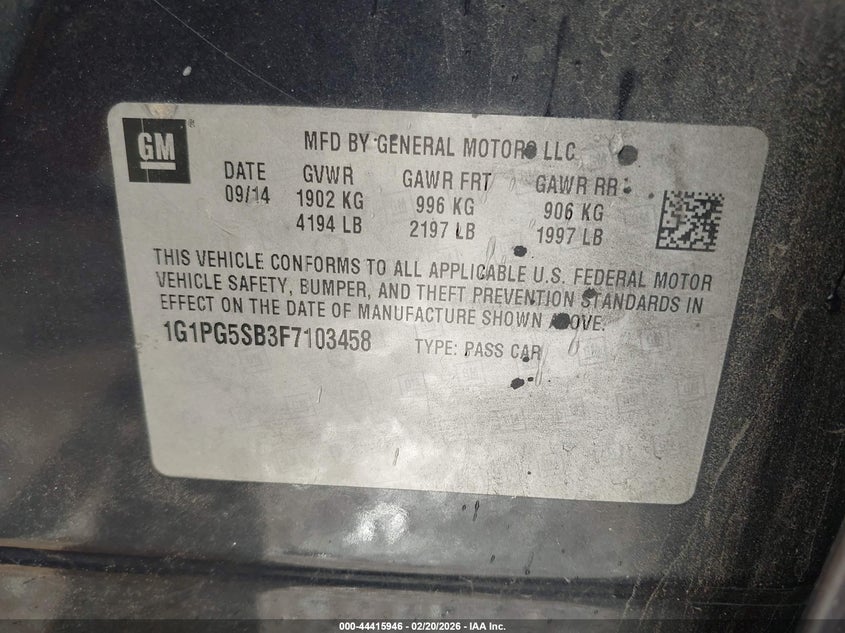 GM
MFD BY GENERAL MOTORS LLC
DATE GVWR GAWR FRT GAWR RR
09/14 1902 KG 996 KG 906 KG
4194 LB 2197 LB 1997 LB
THIS VEHICLE CONFORMS TO ALL APPLICABLE U.S. FEDERAL MOTOR
VEHICLE SAFETY, BUMPER, AND THEFT PREVENTION STANDARDS IN
EFFECT ON THE DATE OF MANUFACTURE SHOWN ABOVE.
1G1PG5SB3F7103458 TYPE: PASS CAR
000-44415946 - 02/20/2026 - IAA Inc.